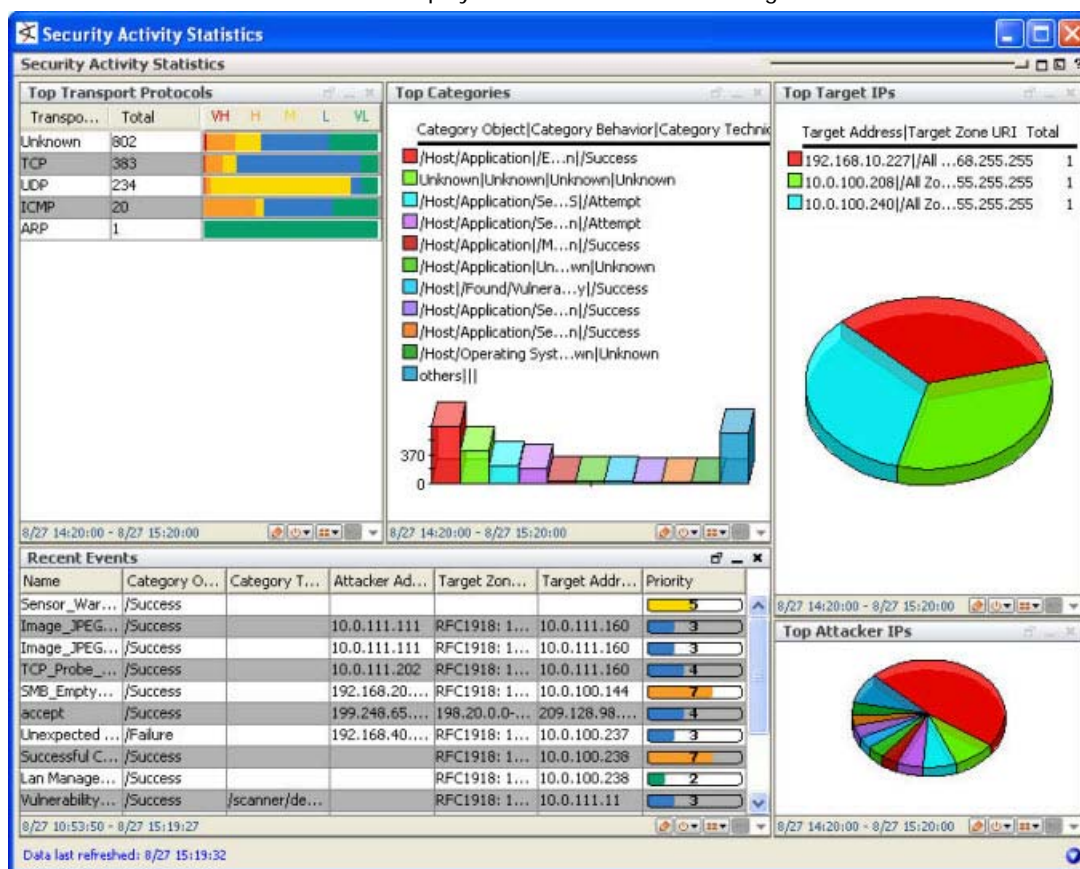 Security Activity Statistics
Security Activity Statistics
Top Transport Protocols
Transpo... Total VH H M L VL
Unknown 802
TCP 383
UDP 234
ICMP 20
ARP 1
8/27 14:20:00 - 8/27 15:20:00
Top Categories
Category Object|Category Behavior|Category Technic
/Host/Application|/E...n|/Success
Unknown|Unknown|Unknown|Unknown
/Host/Application/Se...S|/Attempt
/Host/Application/Se...n|/Attempt
/Host/Application|/M...n|/Success
/Host/Application|Un...wn|Unknown
/Host|/Found/Vulnera...y|/Success
/Host/Application/Se...n|/Success
/Host/Application/Se...n|/Success
/Host/Operating Syst...wn|Unknown
others|||
370
0
8/27 14:20:00 - 8/27 15:20:00
Top Target IPs
Target Address|Target Zone URI Total
192.168.10.227|/All ...68.255.255 1
10.0.100.208|/All Zo...55.255.255 1
10.0.100.240|/All Zo...55.255.255 1
8/27 14:20:00 - 8/27 15:20:00
Recent Events
Name Category O... Category T... Attacker Ad... Target Zon... Target Addr... Priority
Sensor_War... /Success 5
Image_JPEG... /Success 10.0.111.111 RFC1918: 1... 10.0.111.160 3
Image_JPEG... /Success 10.0.111.111 RFC1918: 1... 10.0.111.160 3
TCP_Probe_... /Success 10.0.111.202 RFC1918: 1... 10.0.111.160 4
SMB_Empty... /Success 192.168.20.... RFC1918: 1... 10.0.100.144 7
accept /Success 199.248.65.... 198.20.0.0-... 209.128.98.... 4
Unexpected ... /Failure 192.168.40.... RFC1918: 1... 10.0.100.237 3
Successful C... /Success RFC1918: 1... 10.0.100.238 7
Lan Manage... /Success RFC1918: 1... 10.0.100.238 2
Vulnerability... /Success /scanner/de... RFC1918: 1... 10.0.111.11 3
8/27 10:53:50 - 8/27 15:19:27
Top Attacker IPs
8/27 14:20:00 - 8/27 15:20:00
Data last refreshed: 8/27 15:19:32